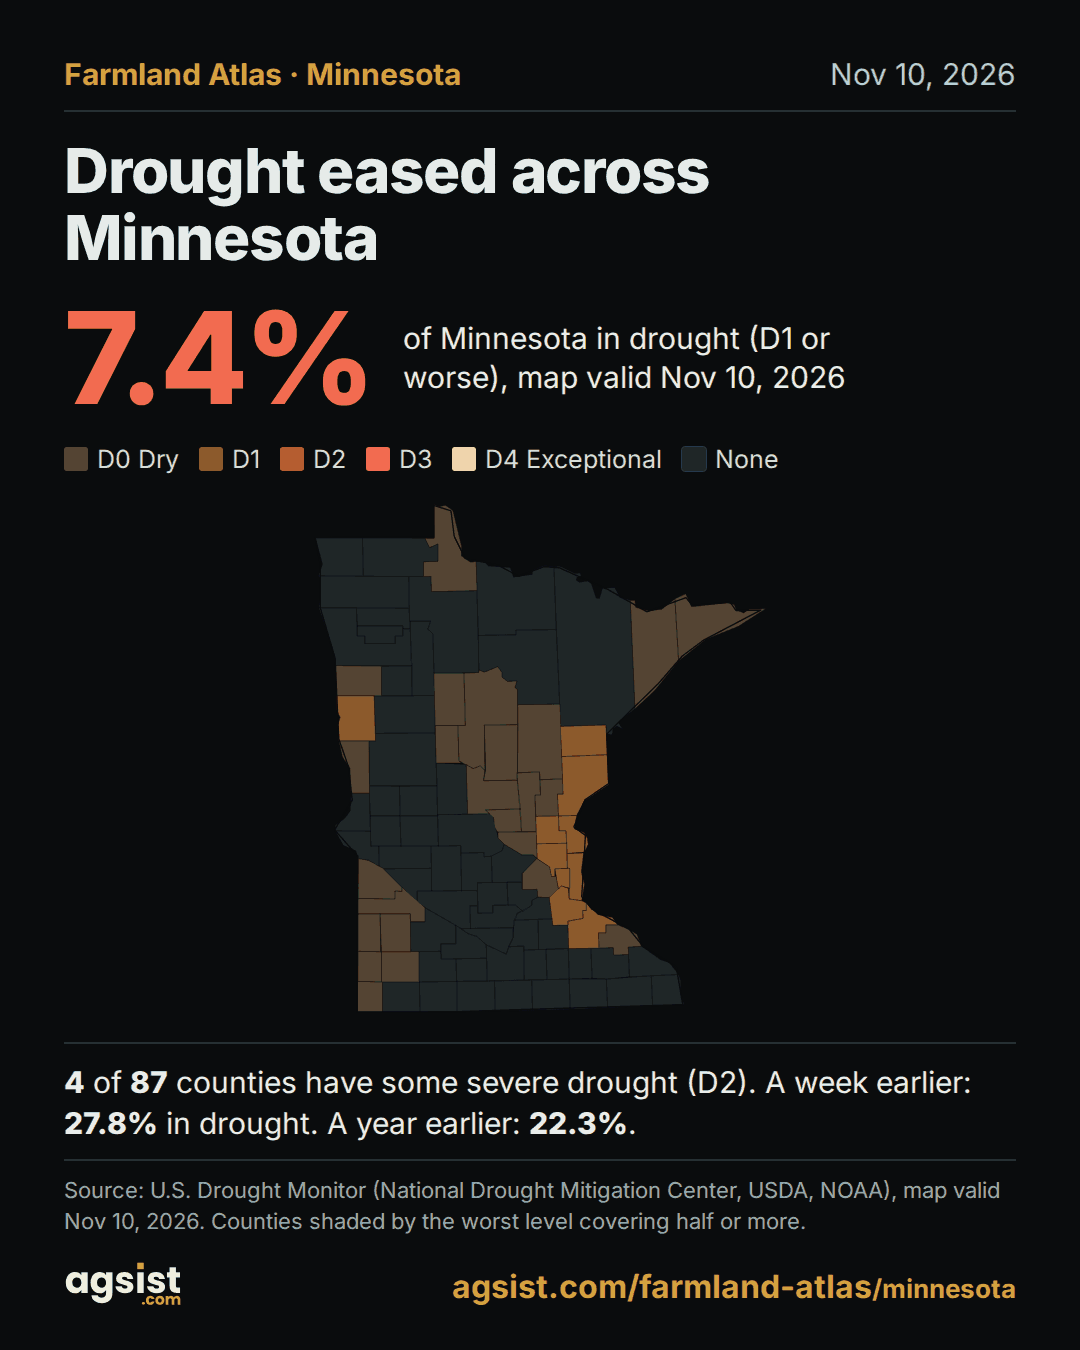 Farmland Atlas · Minnesota
Nov 10, 2026
Drought eased across
Minnesota
7.4%
of Minnesota in drought (D1 or
worse), map valid Nov 10, 2026
D0 Dry D1 D2 D3 D4 Exceptional None
4 of 87 counties have some severe drought (D2). A week earlier:
27.8% in drought. A year earlier: 22.3%.
Source: U.S. Drought Monitor (National Drought Mitigation Center, USDA, NOAA), map valid
Nov 10, 2026. Counties shaded by the worst level covering half or more.
agsist
.com
agsist.com/farmland-atlas/minnesota